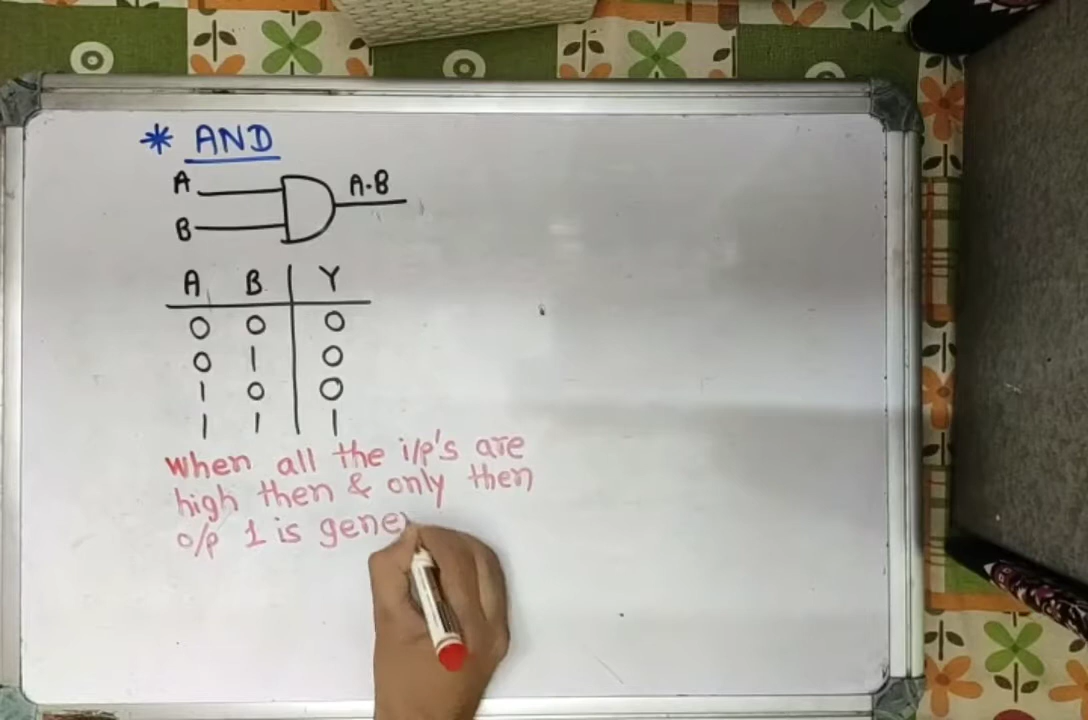 * AND
A
A·B
B
A B Y
0 0 0
0 1 0
1 0 0
1 1 1
when all the i/p's are
high then & only then
o/p 1 is gene